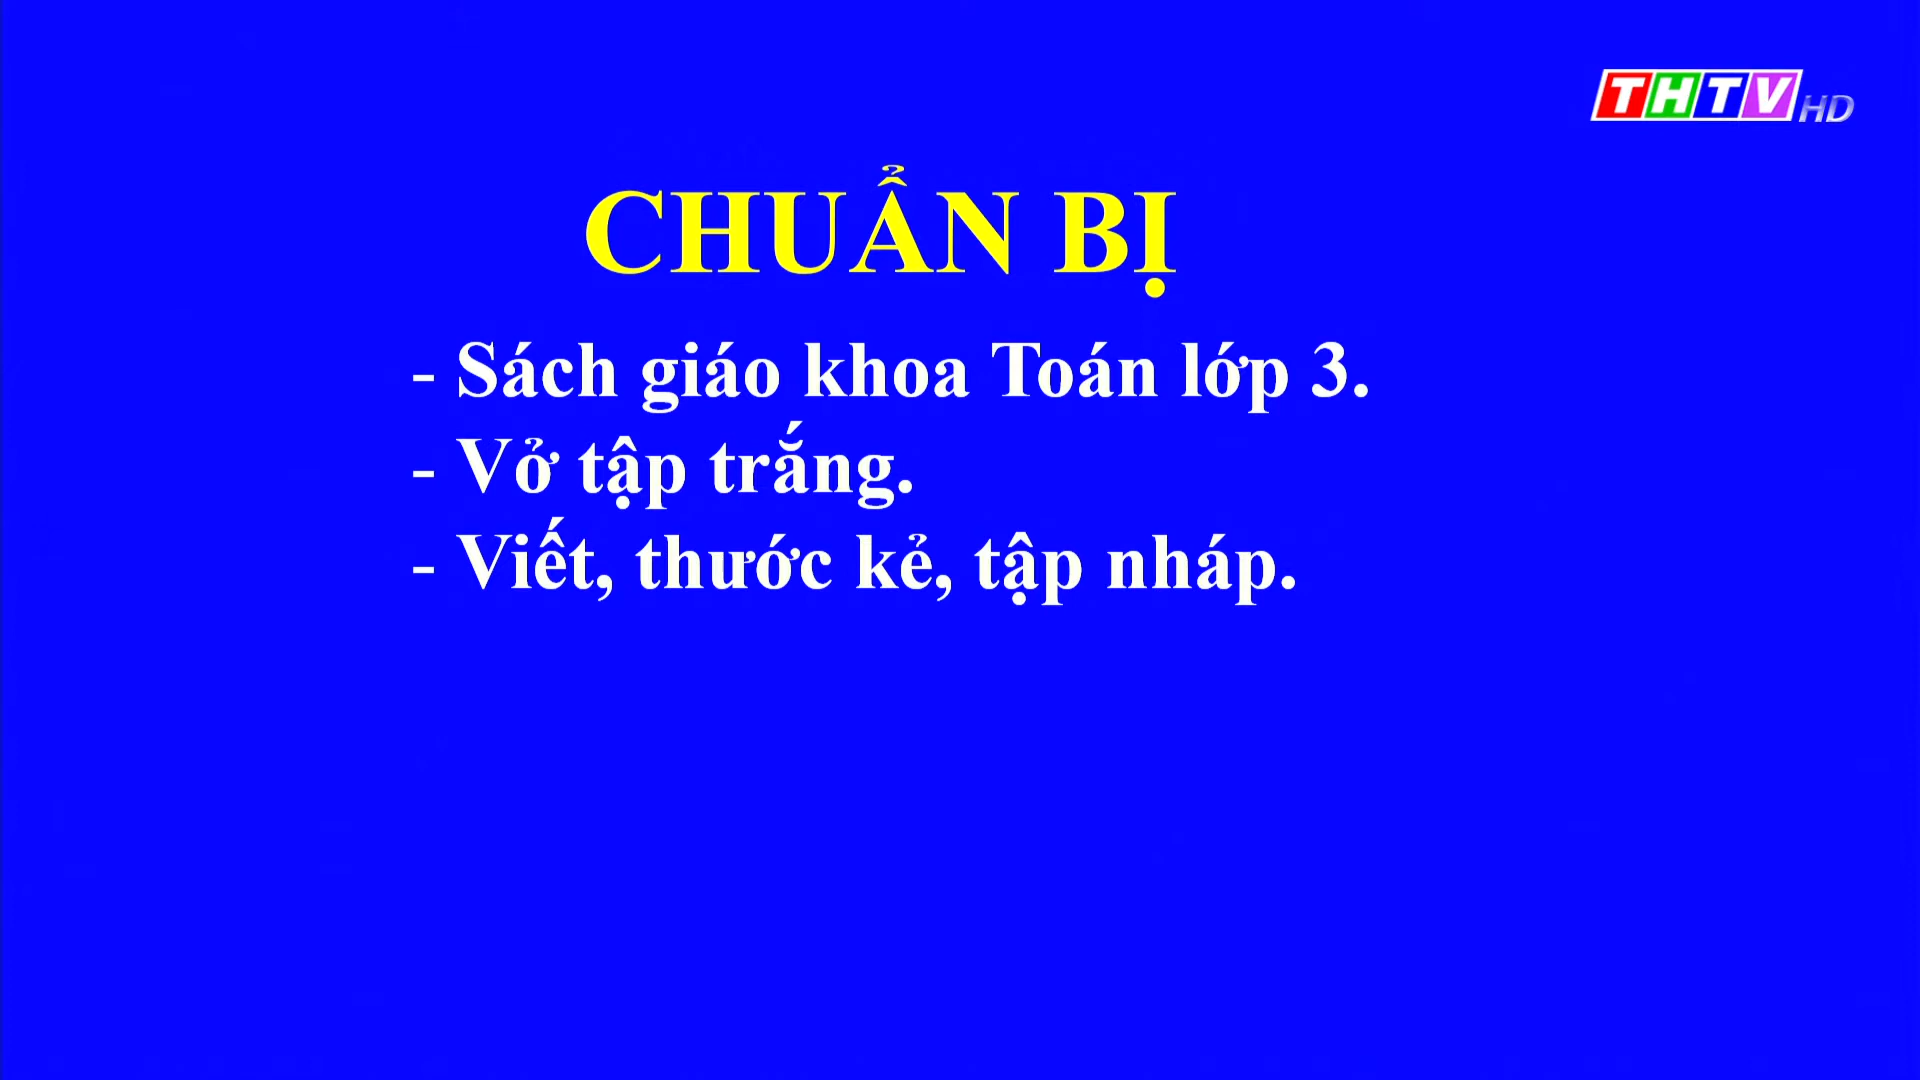 THTV HD
CHUẨN BỊ
- Sách giáo khoa Toán lớp 3.
- Vở tập trắng.
- Viết, thước kẻ, tập nháp.